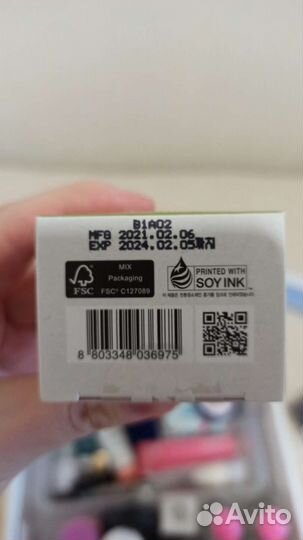 B1A02
MFG 2021.02.06
EXP 2024.02.05까지
FSC
MIX
Packaging
FSC® C127089
PRINTED WITH
SOY INK
8 803348 036975
Avito